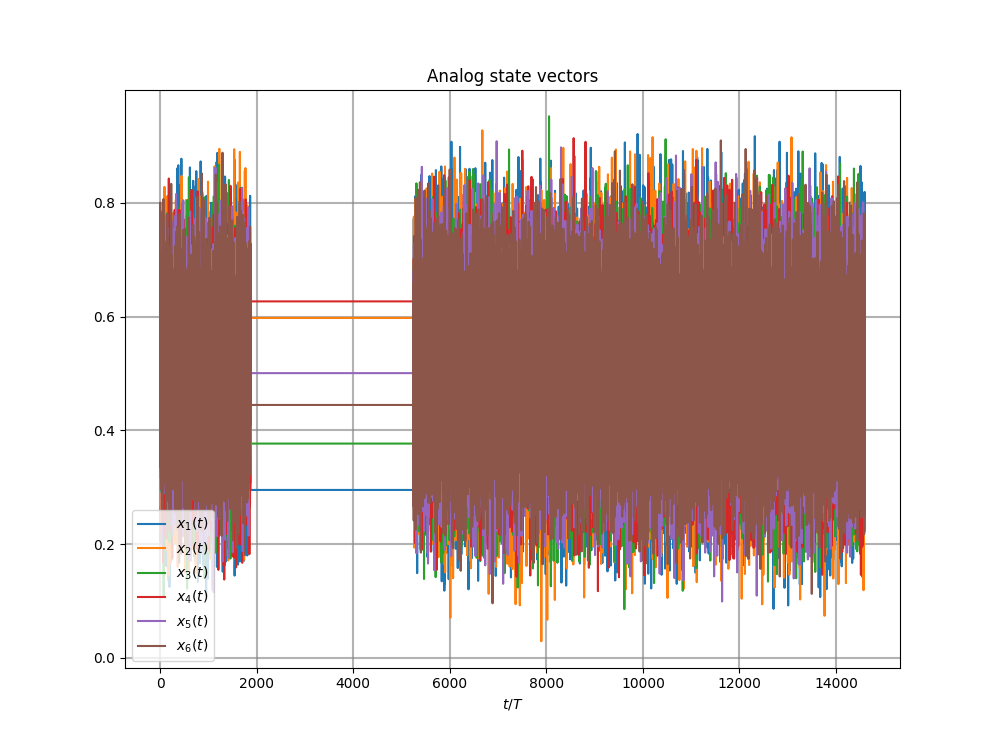 Analog state vectors
0.8
0.6
0.4
0.2
0.0
x₁(t)
x₂(t)
x₃(t)
x₄(t)
x₅(t)
x₆(t)
0 2000 4000 6000 8000 10000 12000 14000
t/T